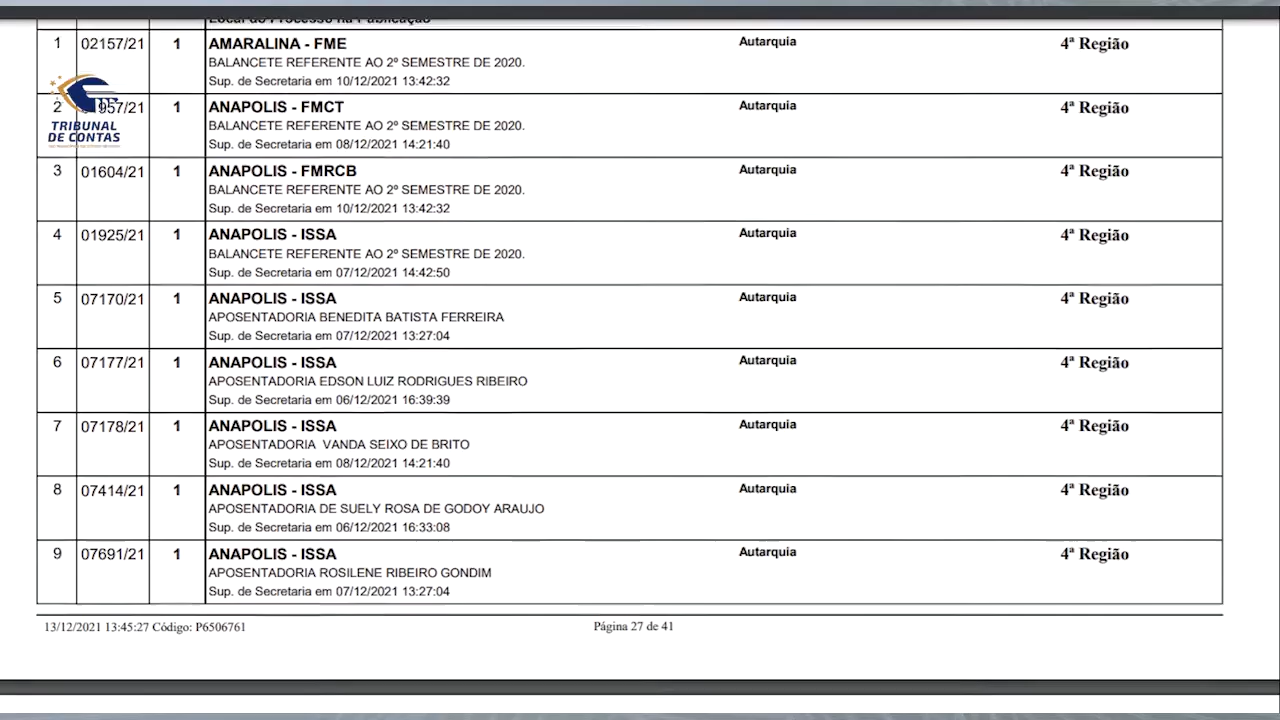 Local do Processo na Publicação
1 02157/21 1 AMARALINA - FME Autarquia 4ª Região
BALANCETE REFERENTE AO 2º SEMESTRE DE 2020.
Sup. de Secretaria em 10/12/2021 13:42:32
2 957/21 1 ANAPOLIS - FMCT Autarquia 4ª Região
BALANCETE REFERENTE AO 2º SEMESTRE DE 2020.
Sup. de Secretaria em 08/12/2021 14:21:40
TRIBUNAL
DE CONTAS
3 01604/21 1 ANAPOLIS - FMRCB Autarquia 4ª Região
BALANCETE REFERENTE AO 2º SEMESTRE DE 2020.
Sup. de Secretaria em 10/12/2021 13:42:32
4 01925/21 1 ANAPOLIS - ISSA Autarquia 4ª Região
BALANCETE REFERENTE AO 2º SEMESTRE DE 2020.
Sup. de Secretaria em 07/12/2021 14:42:50
5 07170/21 1 ANAPOLIS - ISSA Autarquia 4ª Região
APOSENTADORIA BENEDITA BATISTA FERREIRA
Sup. de Secretaria em 07/12/2021 13:27:04
6 07177/21 1 ANAPOLIS - ISSA Autarquia 4ª Região
APOSENTADORIA EDSON LUIZ RODRIGUES RIBEIRO
Sup. de Secretaria em 06/12/2021 16:39:39
7 07178/21 1 ANAPOLIS - ISSA Autarquia 4ª Região
APOSENTADORIA VANDA SEIXO DE BRITO
Sup. de Secretaria em 08/12/2021 14:21:40
8 07414/21 1 ANAPOLIS - ISSA Autarquia 4ª Região
APOSENTADORIA DE SUELY ROSA DE GODOY ARAUJO
Sup. de Secretaria em 06/12/2021 16:33:08
9 07691/21 1 ANAPOLIS - ISSA Autarquia 4ª Região
APOSENTADORIA ROSILENE RIBEIRO GONDIM
Sup. de Secretaria em 07/12/2021 13:27:04
13/12/2021 13:45:27 Código: P6506761 Página 27 de 41